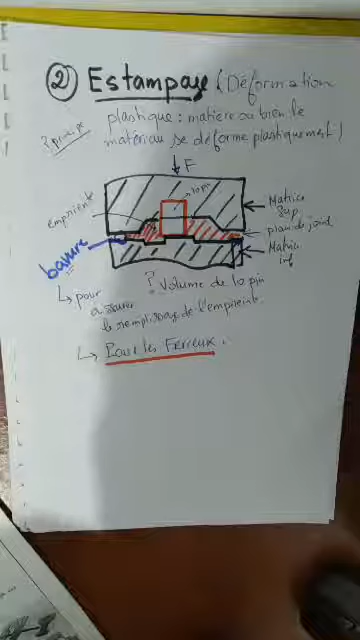 ② Estampage (Déformation
plastique : matière ou bien le
? principe
matériau se déforme plastiquement)
F
lopin
empreinte
Matrice
sup
plan de joint
Matrice
inf
bavure
? Volume de lopin
↳ pour
assurer
le remplissage de l'empreinte.
↳ Pour les Ferreux.